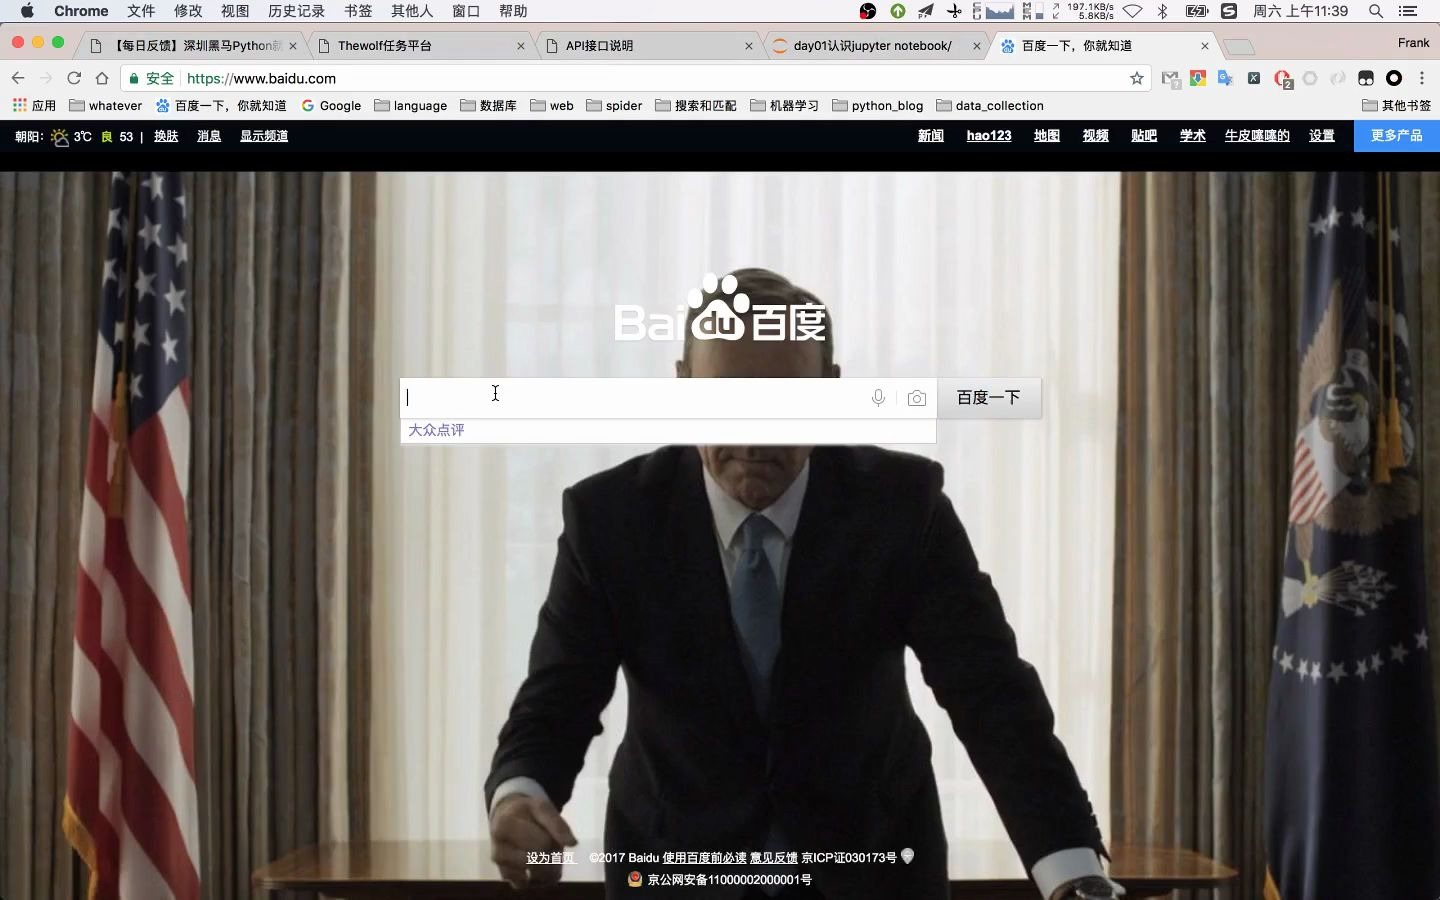 Chrome 文件 修改 视图 历史记录 书签 其他人 窗口 帮助 197.1KB/s 5.8KB/s 周六 上午11:39
【每日反馈】深圳黑马Python就 Thewolf任务平台 API接口说明 day01认识jupyter notebook/ 百度一下，你就知道 Frank
安全 https://www.baidu.com
应用 whatever 百度一下，你就知道 Google language 数据库 web spider 搜索和匹配 机器学习 python_blog data_collection 其他书签
朝阳： 3℃ 良 53 | 换肤 消息 显示频道 新闻 hao123 地图 视频 贴吧 学术 牛皮噻噻的 设置 更多产品
Bai du 百度
百度一下
大众点评
设为首页 ©2017 Baidu 使用百度前必读 意见反馈 京ICP证030173号
京公网安备11000002000001号